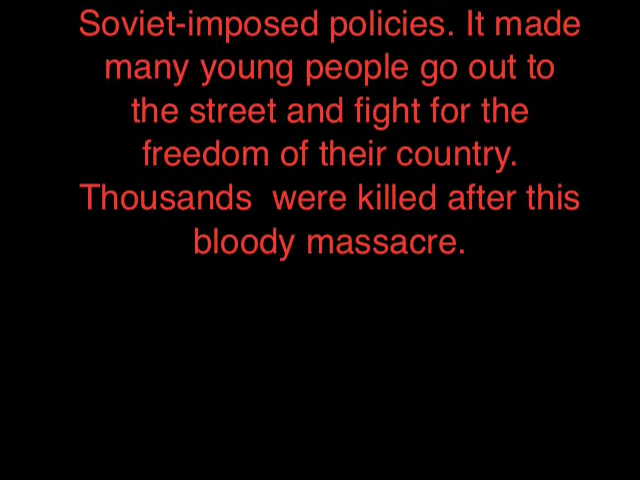 Soviet-imposed policies. It made
many young people go out to
the street and fight for the
freedom of their country.
Thousands  were killed after this
bloody massacre.